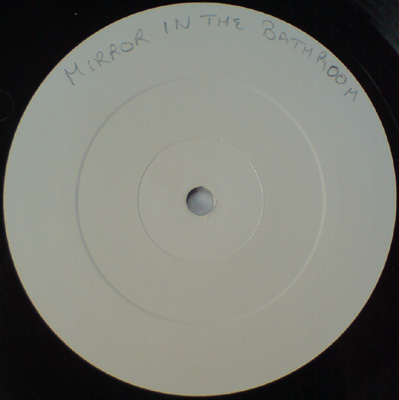 MIRROR IN THE BATHROOM